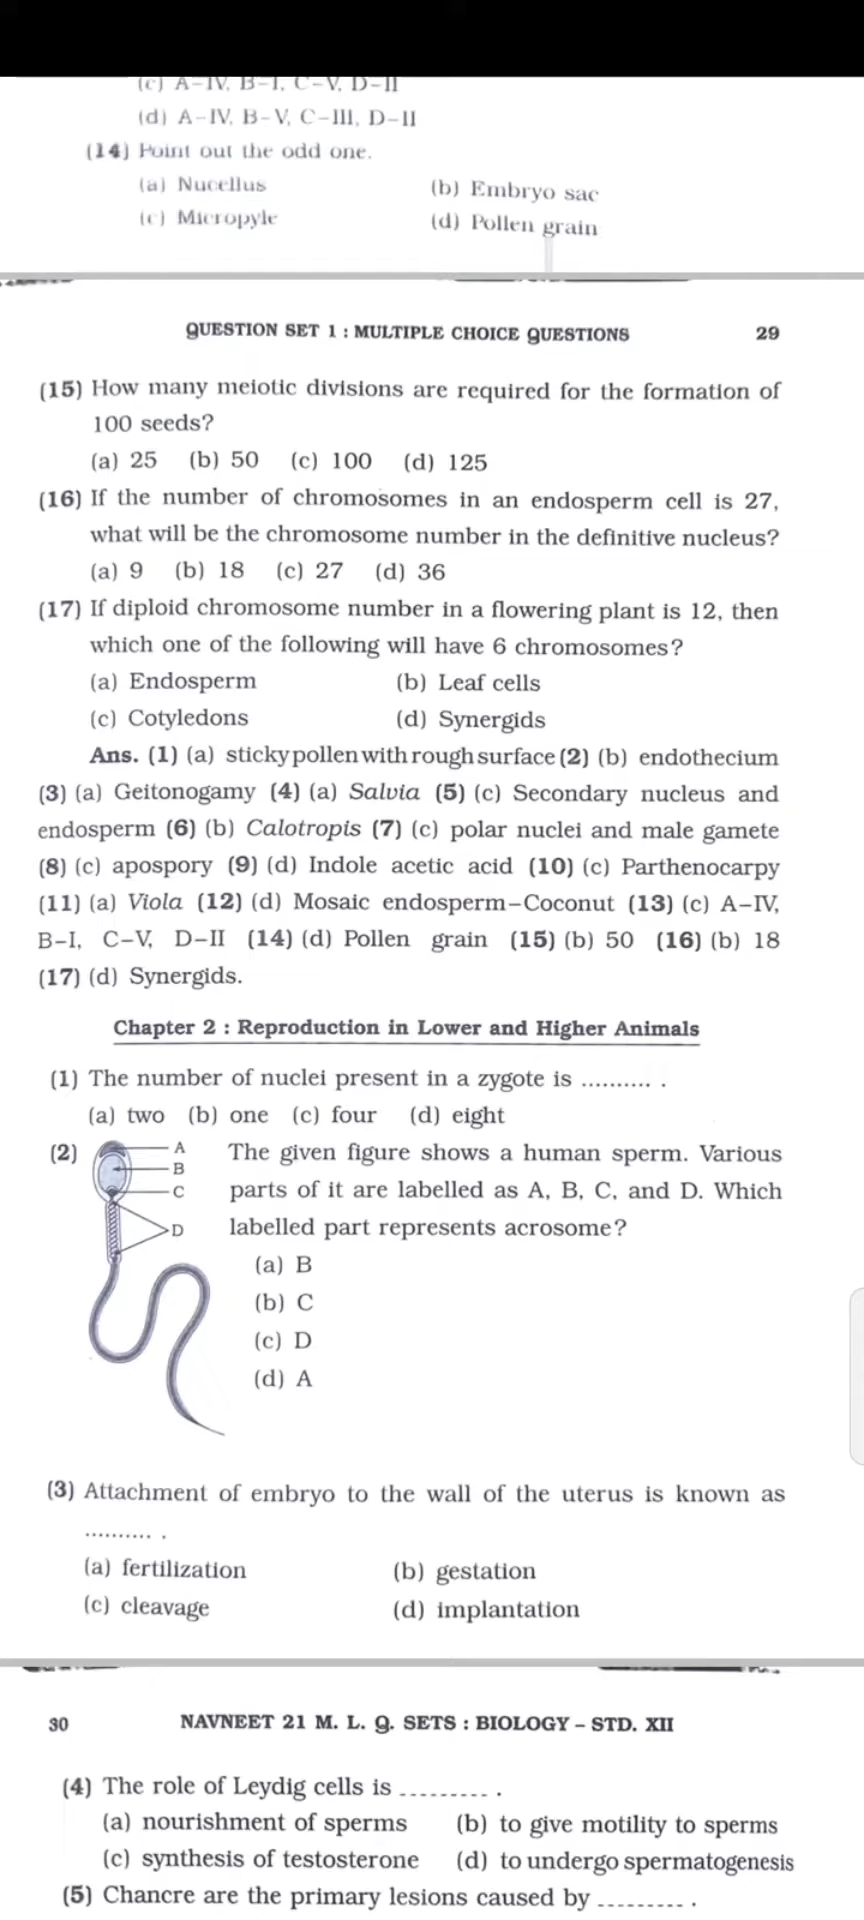 (c) A–IV, B–I, C–V, D–II
(d) A–IV, B–V, C–III, D–II
(14) Point out the odd one.
(a) Nucellus (b) Embryo sac
(c) Micropyle (d) Pollen grain
QUESTION SET 1 : MULTIPLE CHOICE QUESTIONS 29
(15) How many meiotic divisions are required for the formation of
100 seeds?
(a) 25 (b) 50 (c) 100 (d) 125
(16) If the number of chromosomes in an endosperm cell is 27,
what will be the chromosome number in the definitive nucleus?
(a) 9 (b) 18 (c) 27 (d) 36
(17) If diploid chromosome number in a flowering plant is 12, then
which one of the following will have 6 chromosomes?
(a) Endosperm (b) Leaf cells
(c) Cotyledons (d) Synergids
Ans. (1) (a) sticky pollen with rough surface (2) (b) endothecium
(3) (a) Geitonogamy (4) (a) Salvia (5) (c) Secondary nucleus and
endosperm (6) (b) Calotropis (7) (c) polar nuclei and male gamete
(8) (c) apospory (9) (d) Indole acetic acid (10) (c) Parthenocarpy
(11) (a) Viola (12) (d) Mosaic endosperm–Coconut (13) (c) A–IV,
B–I, C–V, D–II (14) (d) Pollen grain (15) (b) 50 (16) (b) 18
(17) (d) Synergids.
Chapter 2 : Reproduction in Lower and Higher Animals
(1) The number of nuclei present in a zygote is .......... .
(a) two (b) one (c) four (d) eight
(2) A B C D
The given figure shows a human sperm. Various
parts of it are labelled as A, B, C, and D. Which
labelled part represents acrosome?
(a) B
(b) C
(c) D
(d) A
(3) Attachment of embryo to the wall of the uterus is known as
.......... .
(a) fertilization (b) gestation
(c) cleavage (d) implantation
30 NAVNEET 21 M. L. Q. SETS : BIOLOGY – STD. XII
(4) The role of Leydig cells is .......... .
(a) nourishment of sperms (b) to give motility to sperms
(c) synthesis of testosterone (d) to undergo spermatogenesis
(5) Chancre are the primary lesions caused by .......... .